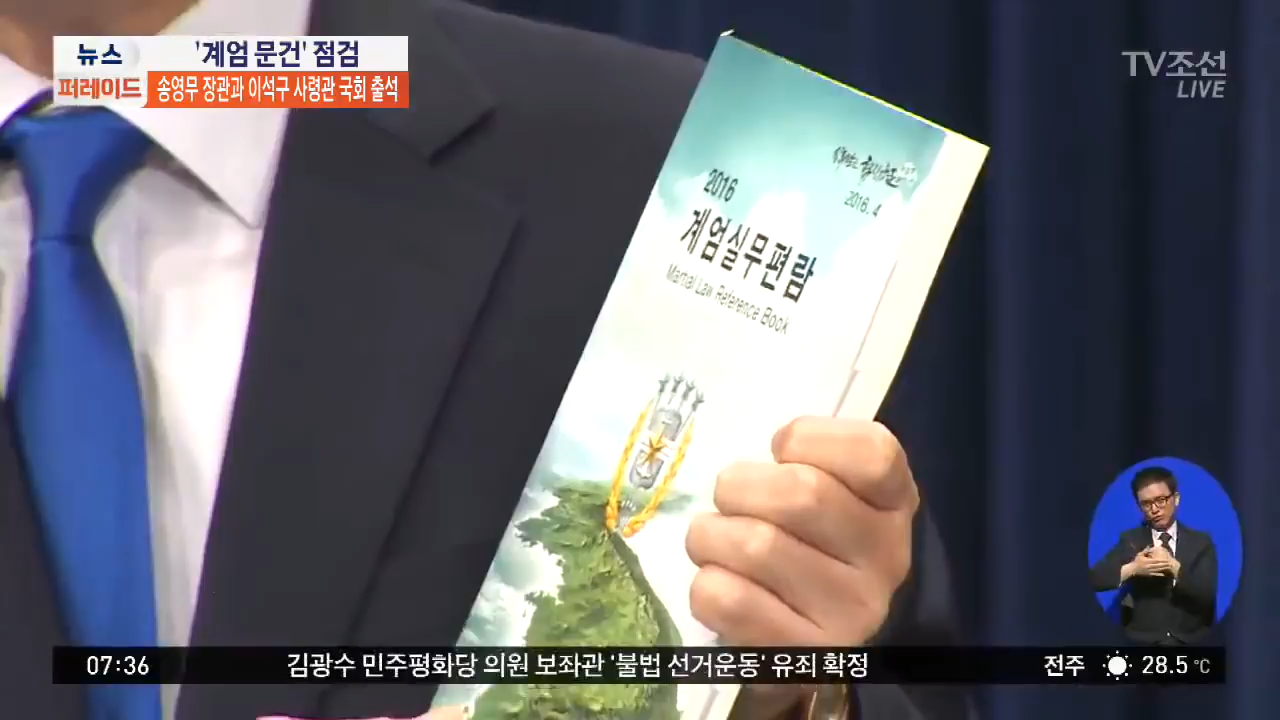 뉴스
퍼레이드
'계엄 문건' 점검
송영무 장관과 이석구 사령관 국회 출석
TV조선
LIVE
2016
2016. 4
계엄실무편람
Martial Law Reference Book
07:36
김광수 민주평화당 의원 보좌관 '불법 선거운동' 유죄 확정
전주
28.5℃